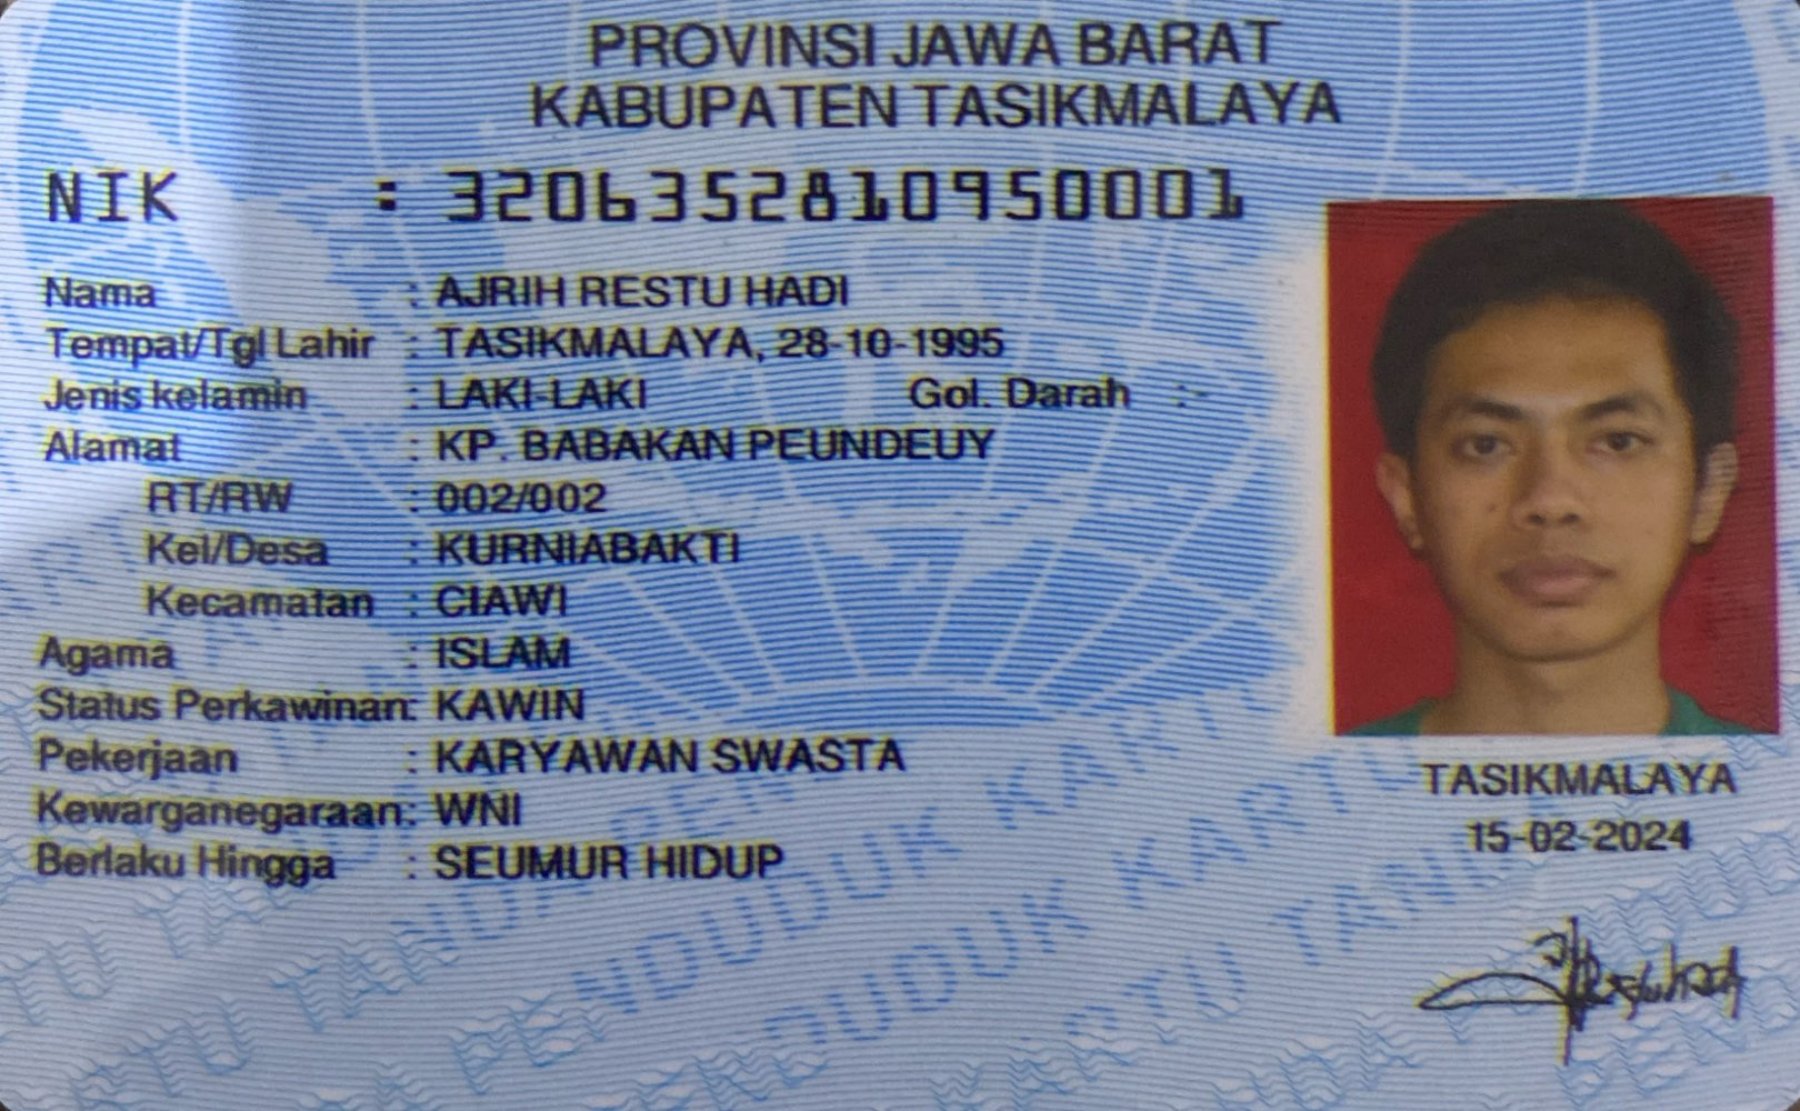 PROVINSI JAWA BARAT
KABUPATEN TASIKMALAYA
NIK : 3206352810950001
Nama : AJRIH RESTU HADI
Tempat/Tgl Lahir : TASIKMALAYA, 28-10-1995
Jenis kelamin : LAKI-LAKI Gol. Darah :-
Alamat : KP. BABAKAN PEUNDEUY
RT/RW : 002/002
Kel/Desa : KURNIABAKTI
Kecamatan : CIAWI
Agama : ISLAM
Status Perkawinan: KAWIN
Pekerjaan : KARYAWAN SWASTA
Kewarganegaraan: WNI
Berlaku Hingga : SEUMUR HIDUP
TASIKMALAYA
15-02-2024